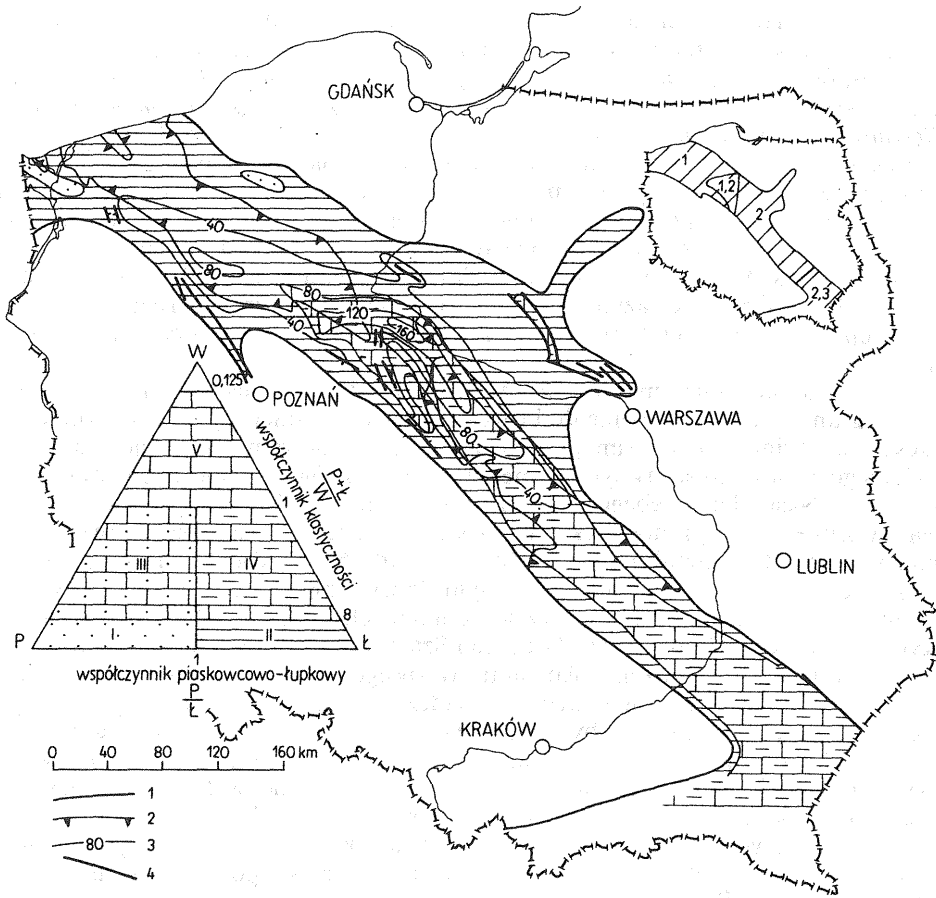 GDAŃSK
1
1,2
2
2,3
40
80
80
120
40
160
W
0,125
POZNAŃ
WARSZAWA
współczynnik klastyczności
P+Ł
W
80
V
1
40
III
IV
LUBLIN
8
P
I
II
Ł
1
współczynnik piaskowcowo-łupkowy
P
Ł
KRAKÓW
0 40 80 120 160 km
1
2
80 3
4